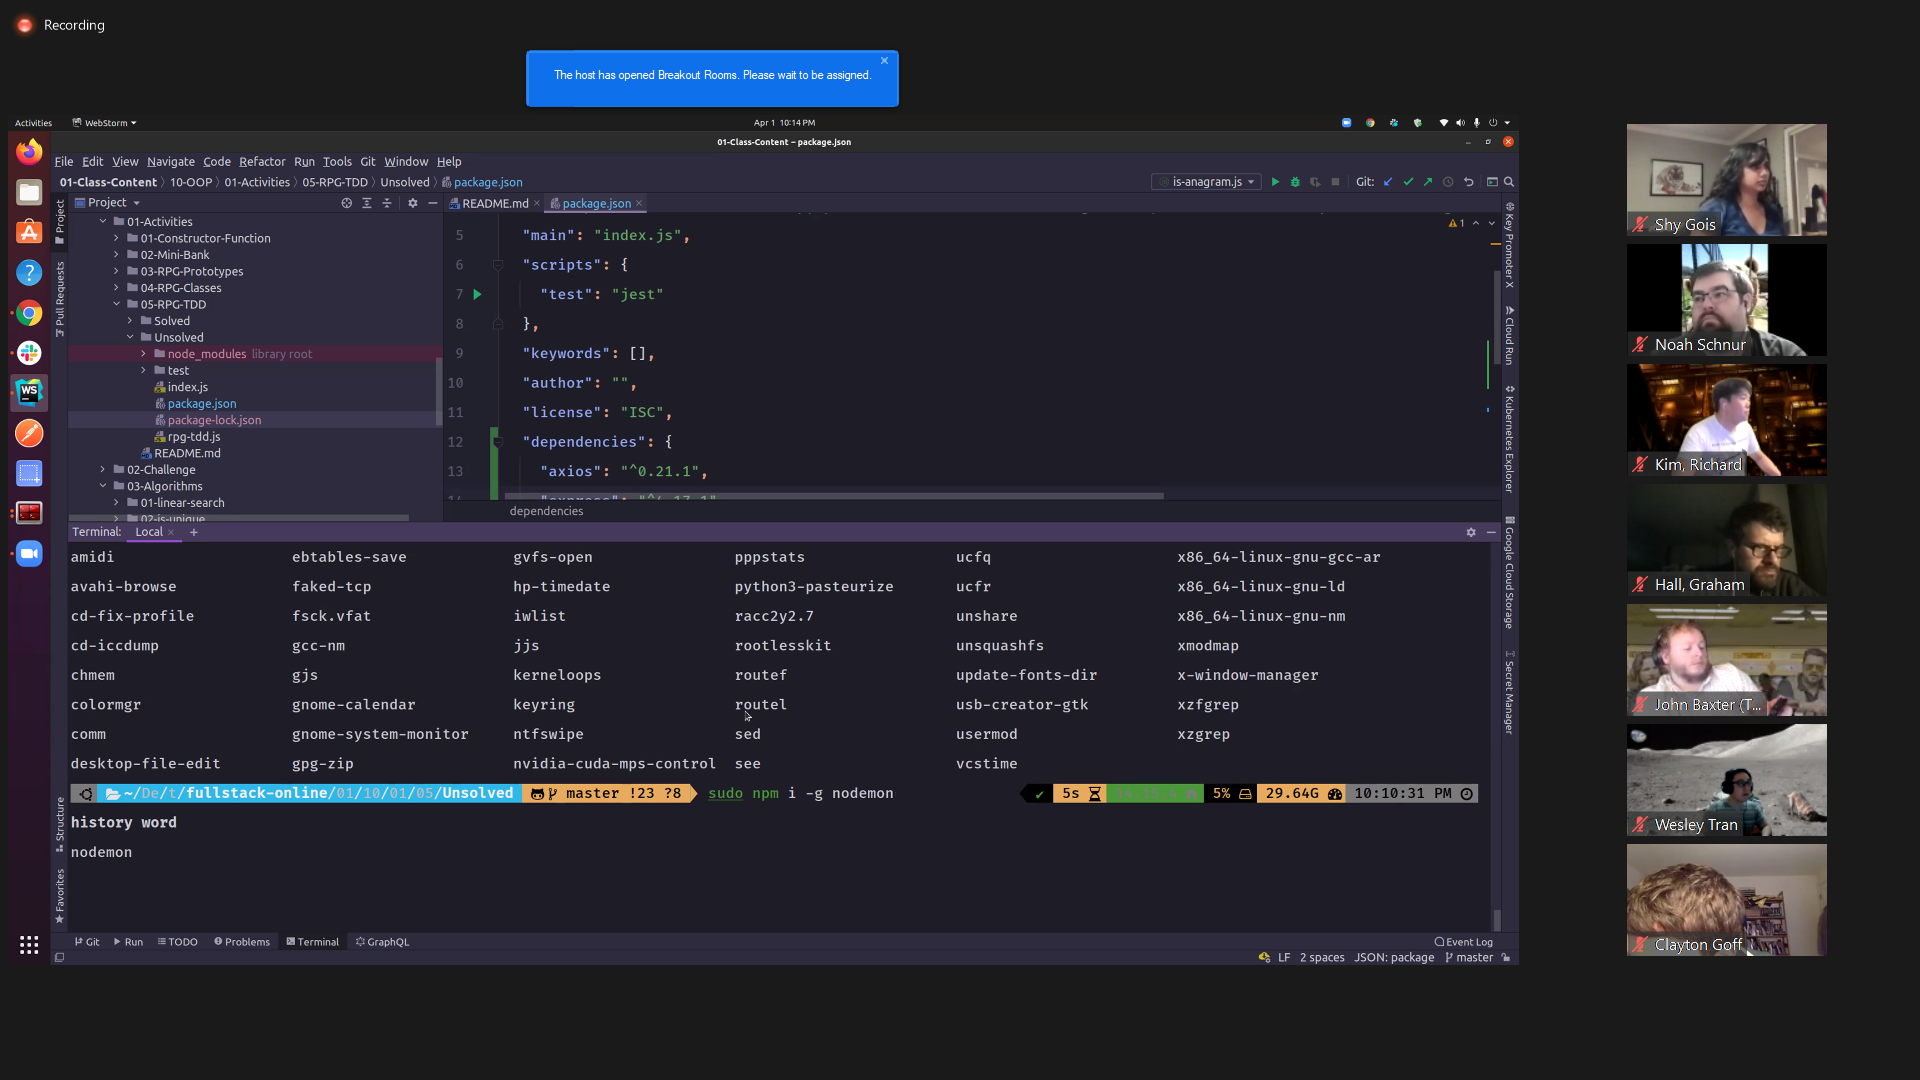 Recording
The host has opened Breakout Rooms. Please wait to be assigned.
Activities
WebStorm
Apr 1 10:14 PM
01-Class-Content – package.json
File Edit View Navigate Code Refactor Run Tools Git Window Help
01-Class-Content 10-OOP 01-Activities 05-RPG-TDD Unsolved package.json
is-anagram.js
Git:
Project
README.md
package.json
01-Activities
01-Constructor-Function
02-Mini-Bank
03-RPG-Prototypes
04-RPG-Classes
05-RPG-TDD
Solved
Unsolved
node_modules library root
test
index.js
package.json
package-lock.json
rpg-tdd.js
README.md
02-Challenge
03-Algorithms
01-linear-search
02-is-unique
5 "main": "index.js",
6 "scripts": {
7 "test": "jest"
8 },
9 "keywords": [],
10 "author": "",
11 "license": "ISC",
12 "dependencies": {
13 "axios": "^0.21.1",
14 "express": "^4.17.1"
dependencies
1
Project
Pull Requests
Structure
Favorites
Key Promoter X
Cloud Run
Kubernetes Explorer
Google Cloud Storage
Secret Manager
Terminal: Local +
amidi ebtables-save gvfs-open pppstats ucfq x86_64-linux-gnu-gcc-ar
avahi-browse faked-tcp hp-timedate python3-pasteurize ucfr x86_64-linux-gnu-ld
cd-fix-profile fsck.vfat iwlist racc2y2.7 unshare x86_64-linux-gnu-nm
cd-iccdump gcc-nm jjs rootlesskit unsquashfs xmodmap
chmem gjs kerneloops routef update-fonts-dir x-window-manager
colormgr gnome-calendar keyring routel usb-creator-gtk xzfgrep
comm gnome-system-monitor ntfswipe sed usermod xzgrep
desktop-file-edit gpg-zip nvidia-cuda-mps-control see vcstime
~/De/t/fullstack-online/01/10/01/05/Unsolved master !23 ?8 sudo npm i -g nodemon 5s 5% 29.64G 10:10:31 PM
history word
nodemon
Git Run TODO Problems Terminal GraphQL
Event Log
LF 2 spaces JSON: package master
Shy Gois
Noah Schnur
Kim, Richard
Hall, Graham
John Baxter (T...
Wesley Tran
Clayton Goff